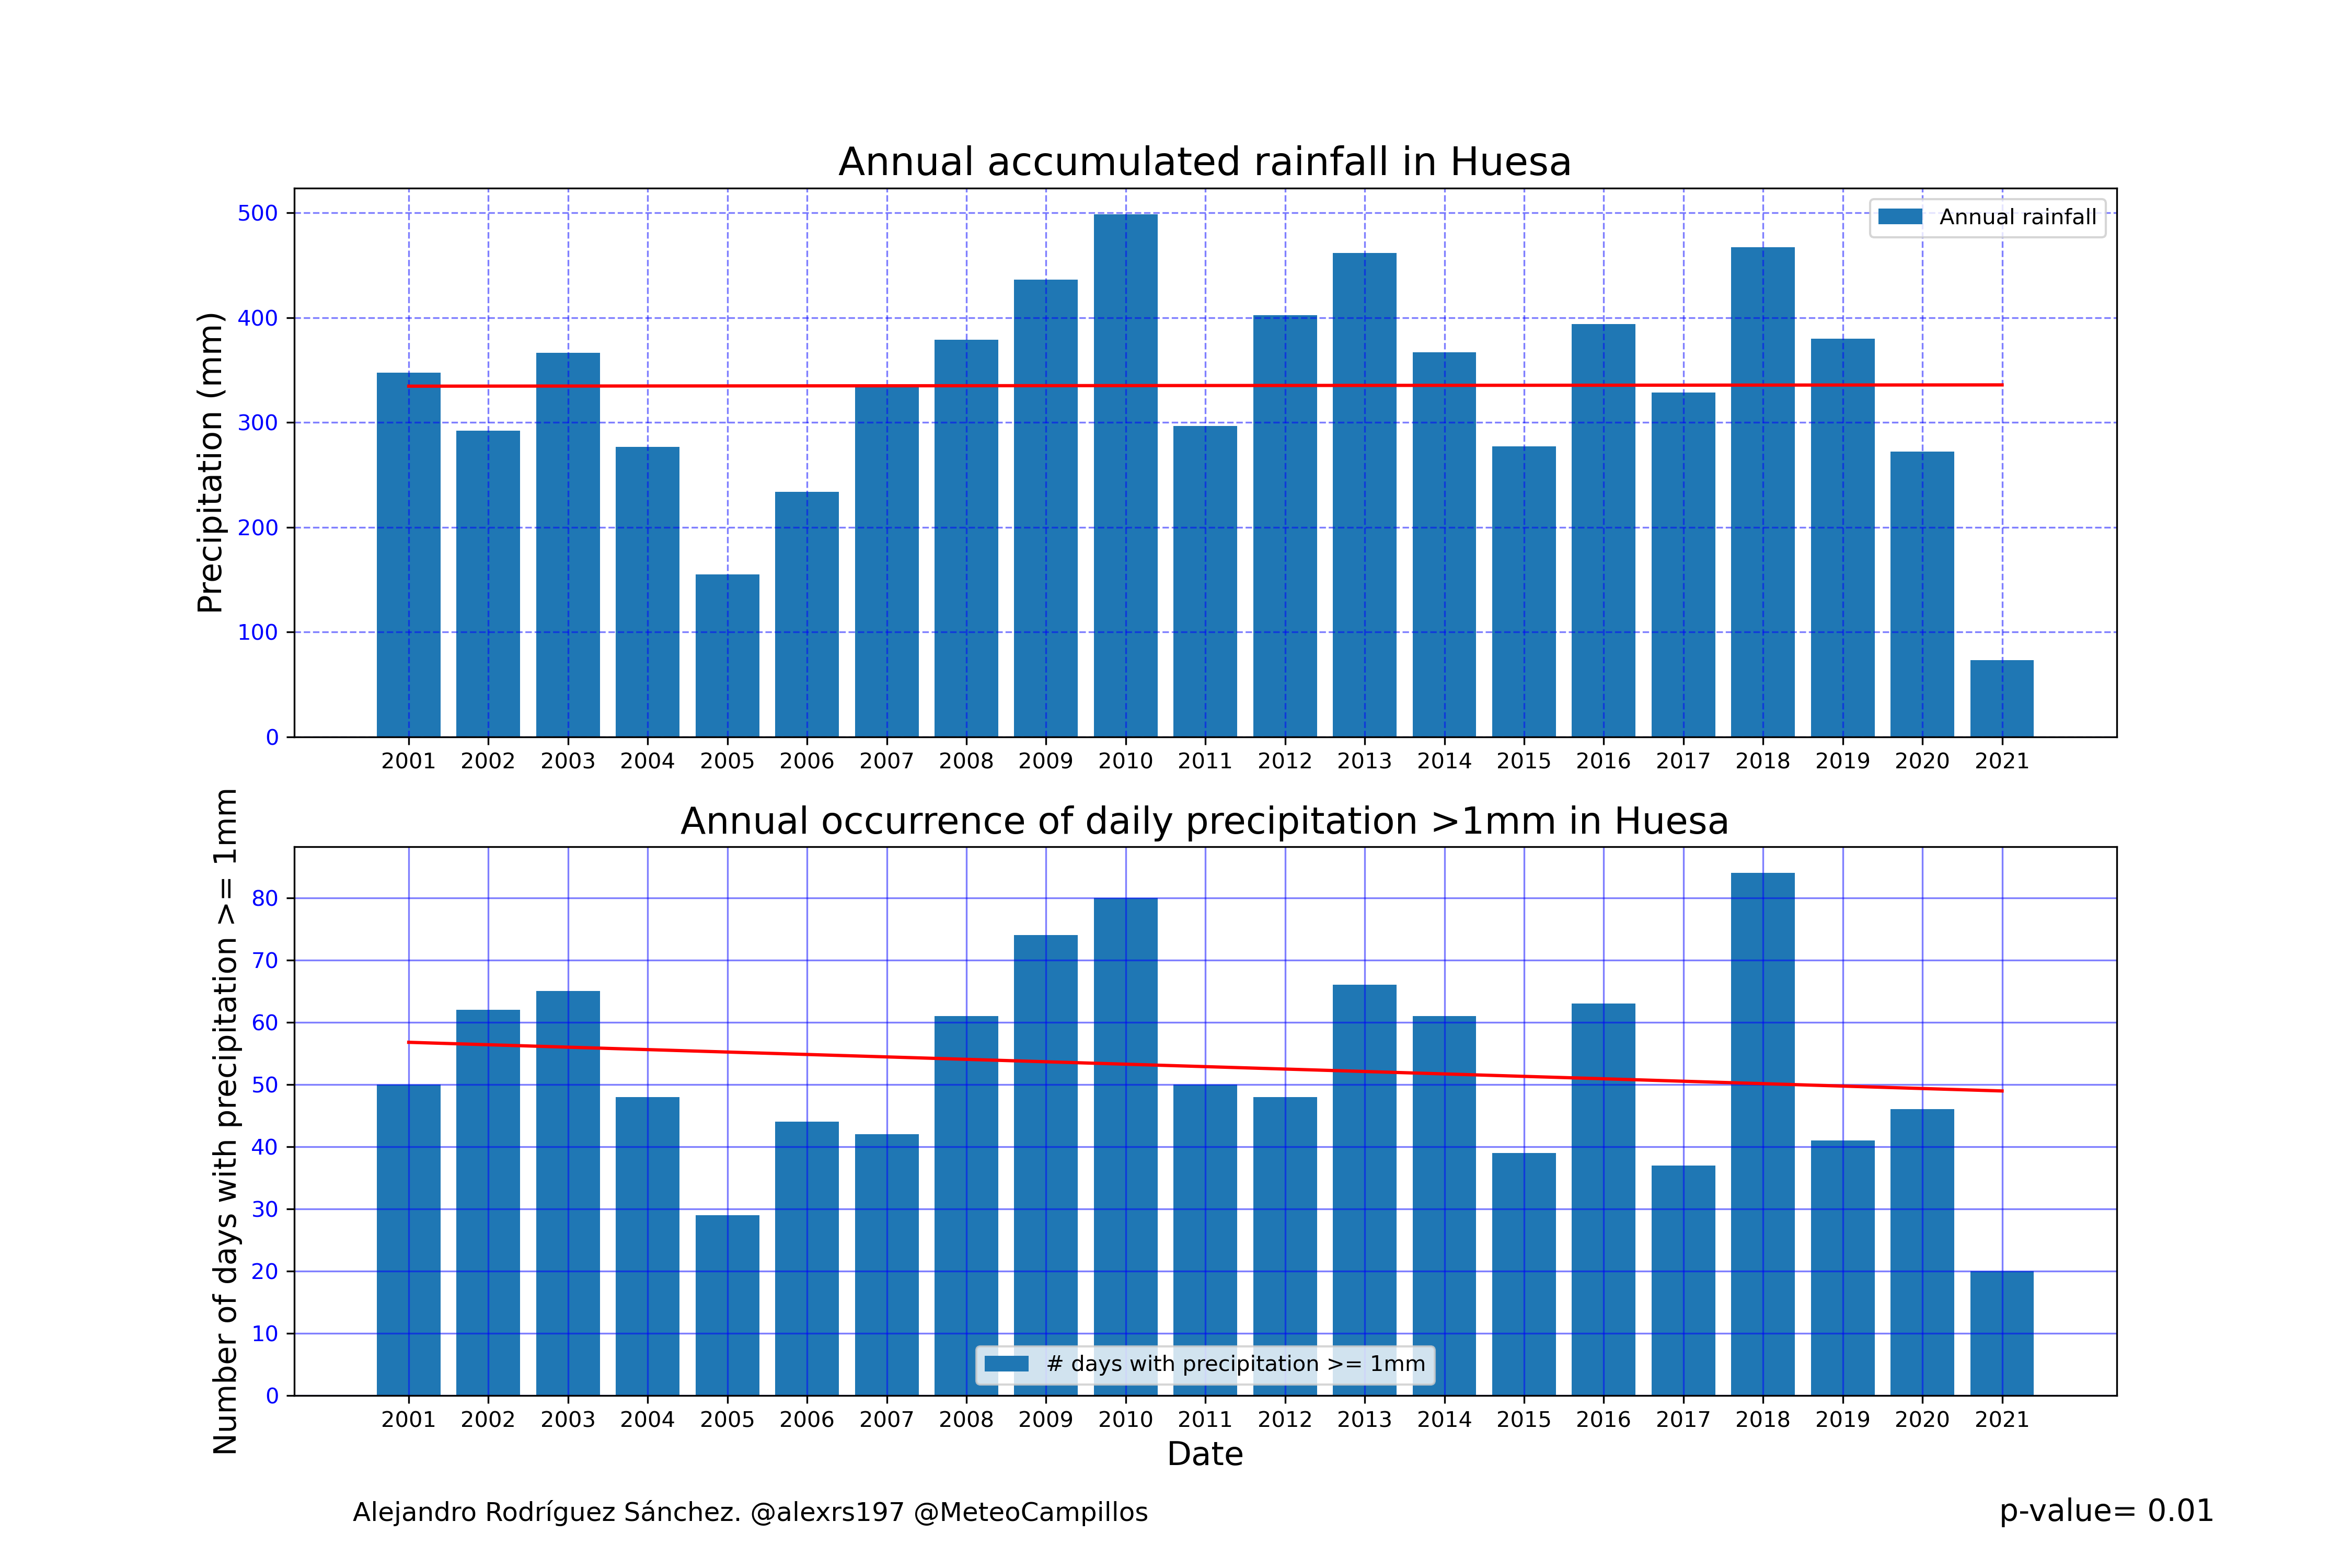 Annual accumulated rainfall in Huesa
Precipitation (mm)
500
400
300
200
100
0
Annual rainfall
2001 2002 2003 2004 2005 2006 2007 2008 2009 2010 2011 2012 2013 2014 2015 2016 2017 2018 2019 2020 2021
Annual occurrence of daily precipitation >1mm in Huesa
Number of days with precipitation >= 1mm
80
70
60
50
40
30
20
10
0
# days with precipitation >= 1mm
2001 2002 2003 2004 2005 2006 2007 2008 2009 2010 2011 2012 2013 2014 2015 2016 2017 2018 2019 2020 2021
Date
Alejandro Rodríguez Sánchez. @alexrs197 @MeteoCampillos
p-value= 0.01